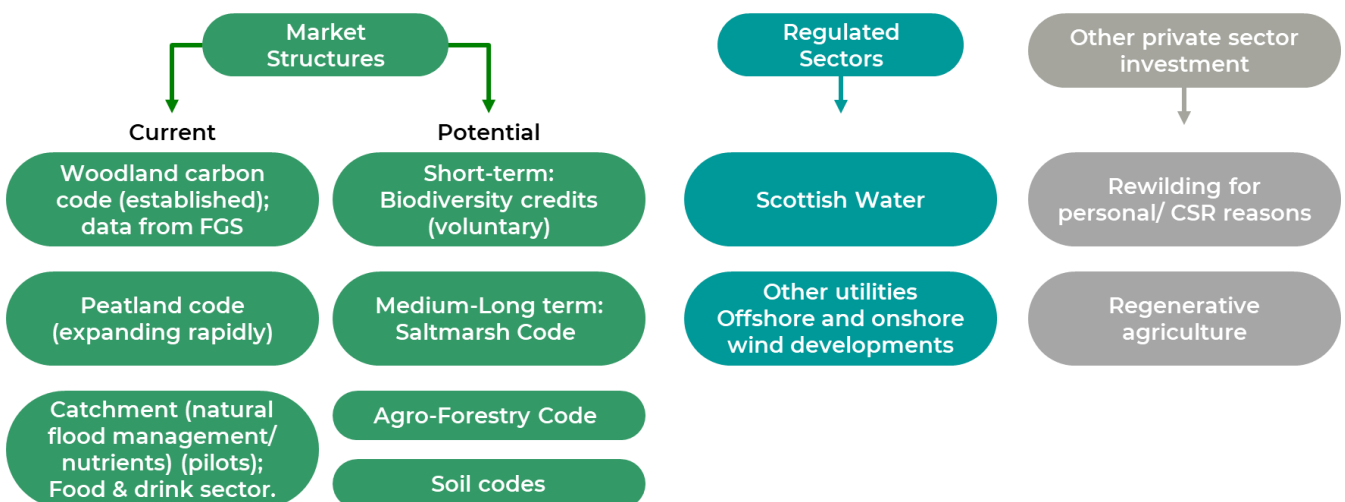 Market
Structures
Regulated
Sectors
Other private sector
investment
Current
Potential
Woodland carbon
code (established);
data from FGS
Short-term:
Biodiversity credits
(voluntary)
Scottish Water
Rewilding for
personal/ CSR reasons
Peatland code
(expanding rapidly)
Medium-Long term:
Saltmarsh Code
Other utilities
Offshore and onshore
wind developments
Regenerative
agriculture
Catchment (natural
flood management/
nutrients) (pilots);
Food & drink sector.
Agro-Forestry Code
Soil codes